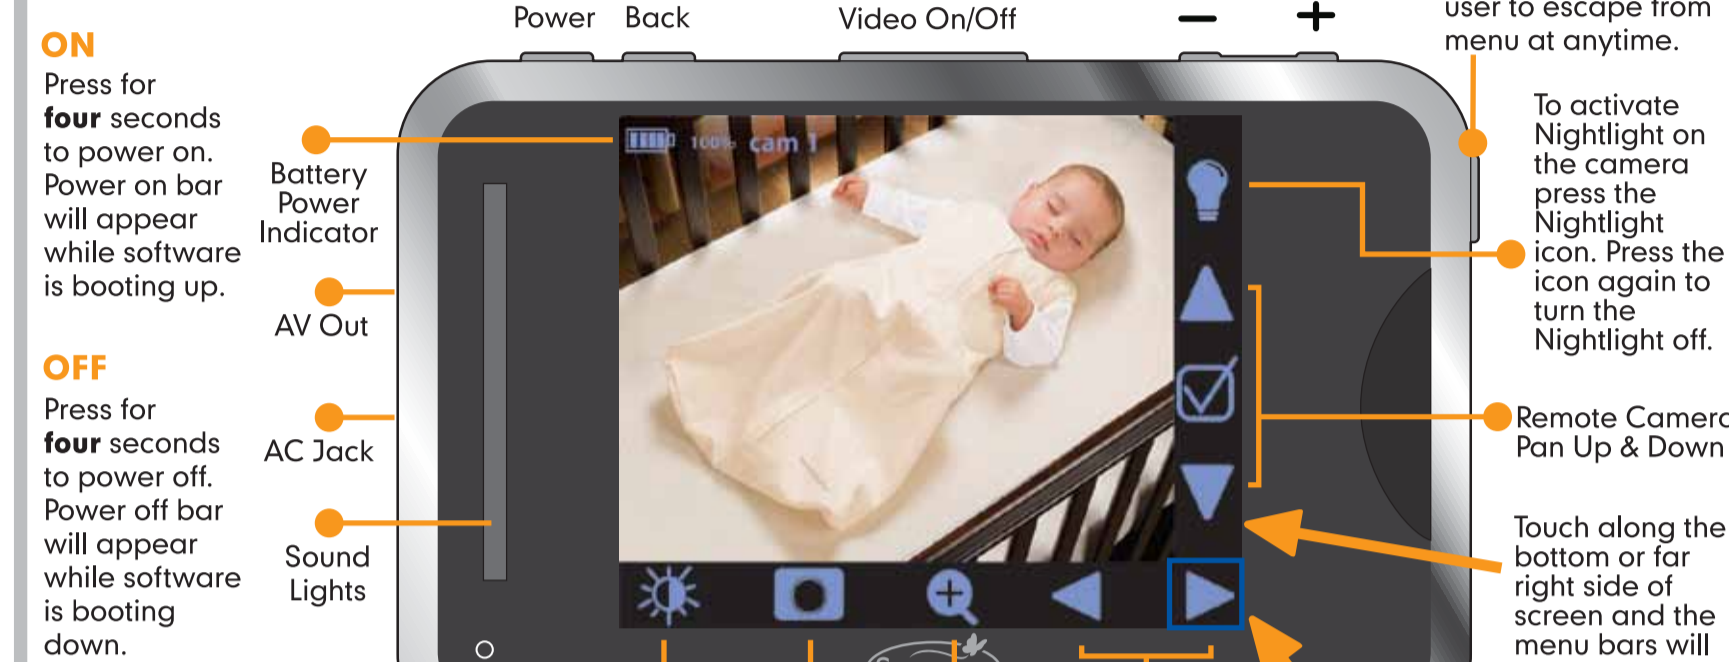 Power Back Video On/Off − +
ON
Press for
four seconds
to power on.
Power on bar
will appear
while software
is booting up.
OFF
Press for
four seconds
to power off.
Power off bar
will appear
while software
is booting
down.
Battery
Power
Indicator
AV Out
AC Jack
Sound
Lights
100% cam 1
user to escape from
menu at anytime.
To activate
Nightlight on
the camera
press the
Nightlight
icon. Press the
icon again to
turn the
Nightlight off.
Remote Camera
Pan Up & Down
Touch along the
bottom or far
right side of
screen and the
menu bars will